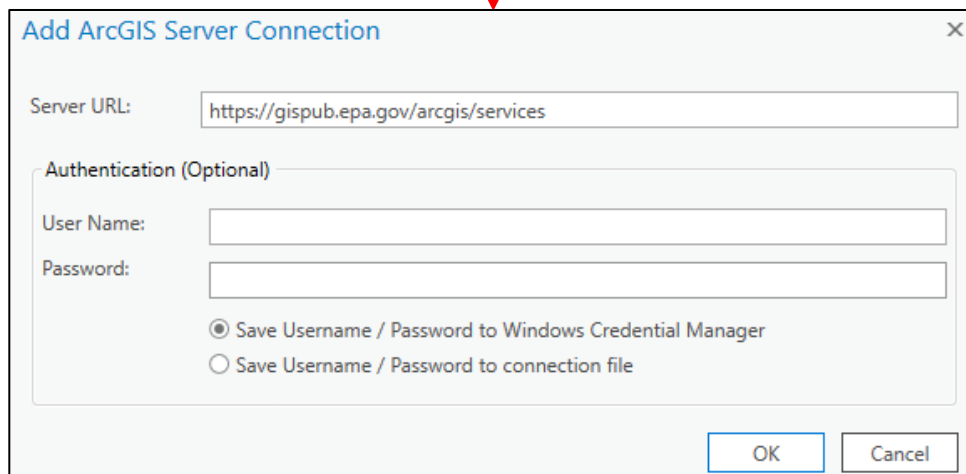 Add ArcGIS Server Connection
Server URL: https://gispub.epa.gov/arcgis/services
Authentication (Optional)
User Name:
Password:
Save Username / Password to Windows Credential Manager
Save Username / Password to connection file
OK Cancel